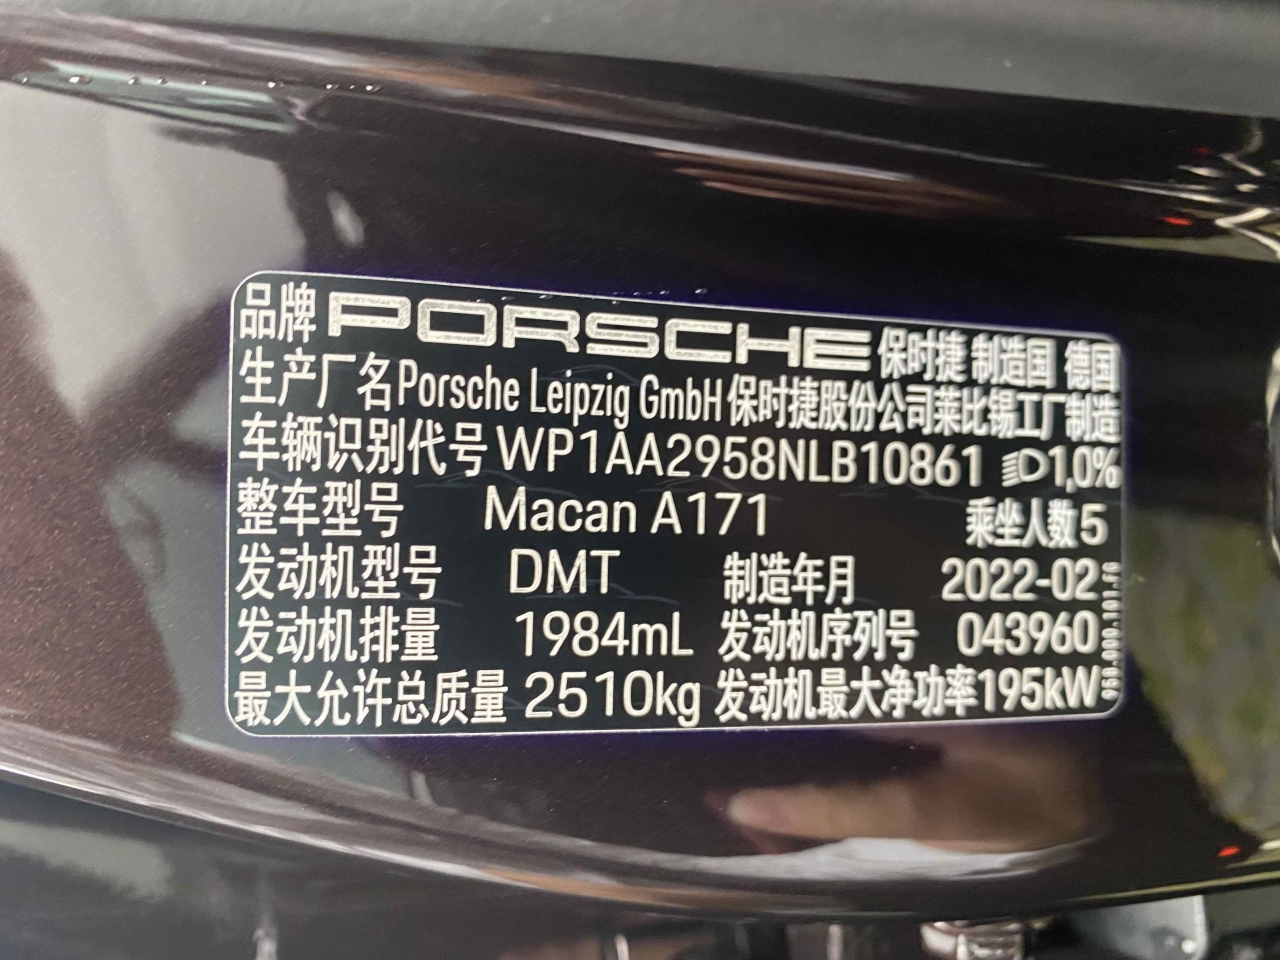 品牌 PORSCHE 保时捷 制造国 德国
生产厂名 Porsche Leipzig GmbH 保时捷股份公司莱比锡工厂制造
车辆识别代号 WP1AA2958NLB10861 1,0%
整车型号 Macan A171 乘坐人数 5
发动机型号 DMT 制造年月 2022-02
发动机排量 1984mL 发动机序列号 043960
最大允许总质量 2510kg 发动机最大净功率 195kW